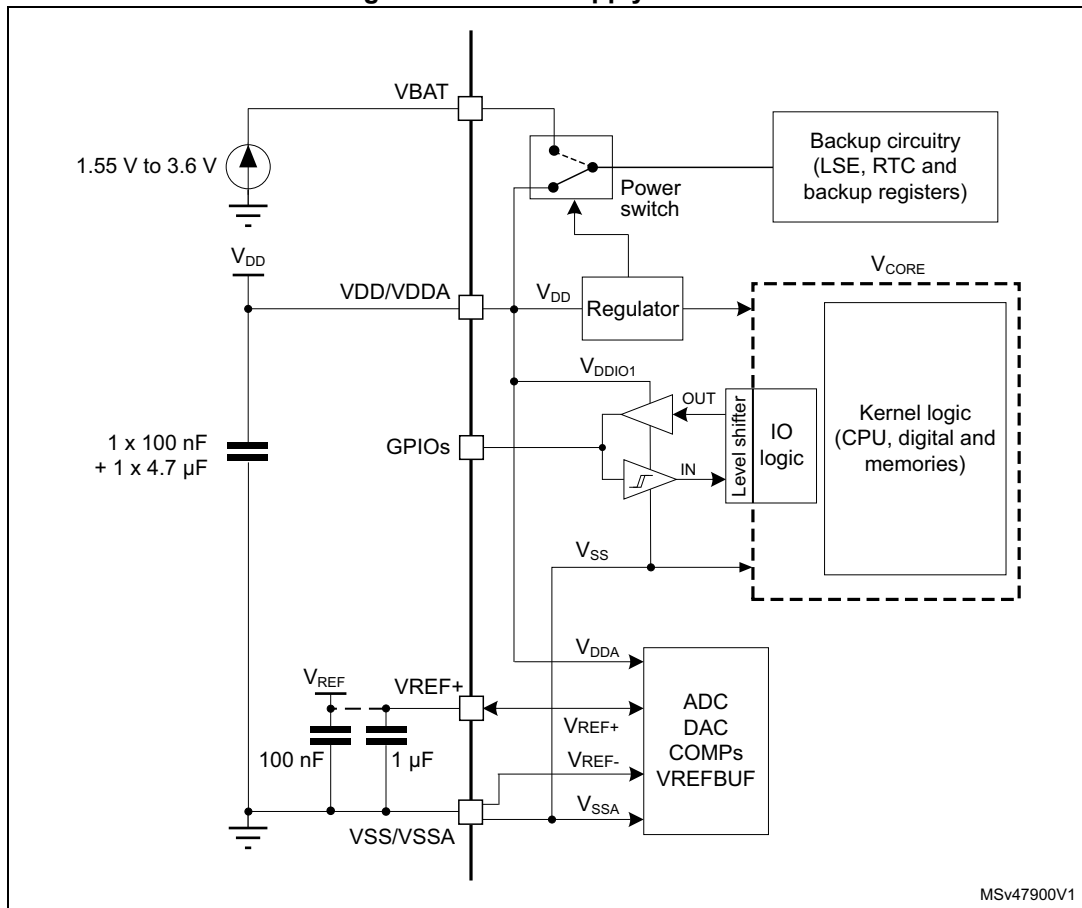 VBAT
1.55 V to 3.6 V
Power
switch
Backup circuitry
(LSE, RTC and
backup registers)
VDD
VDD/VDDA
VDD
Regulator
VCORE
VDDIO1
OUT
GPIOs
IN
Level shifter
IO
logic
Kernel logic
(CPU, digital and
memories)
1 x 100 nF
+ 1 x 4.7 µF
VSS
VDDA
VREF
VREF+
VREF+
100 nF
1 µF
VREF-
VSSA
ADC
DAC
COMPs
VREFBUF
VSS/VSSA
MSv47900V1